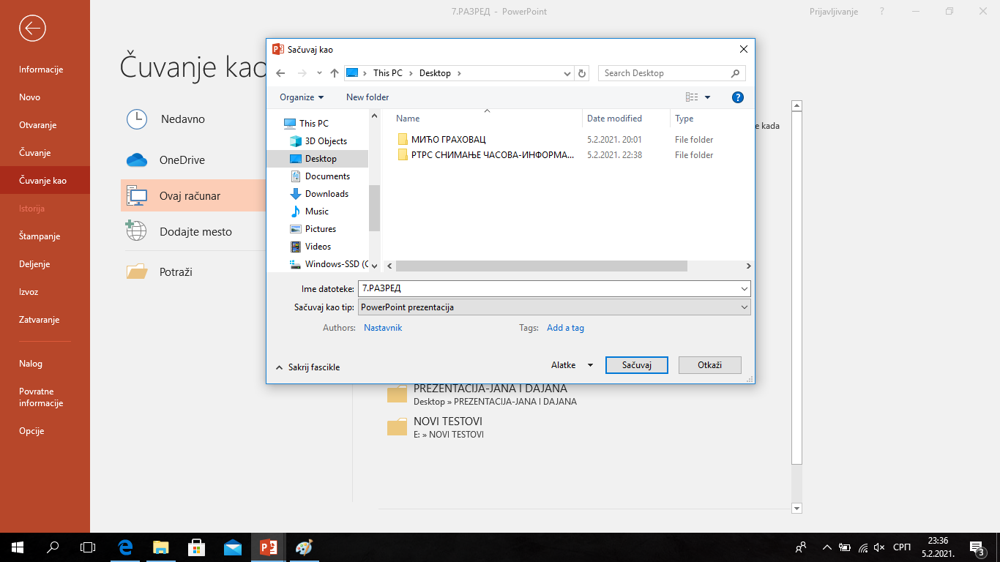 7.РАЗРЕД - PowerPoint
Prijavljivanje ?
Informacije
Novo
Otvaranje
Čuvanje
Čuvanje kao
Istorija
Štampanje
Deljenje
Izvoz
Zatvaranje
Nalog
Povratne
informacije
Opcije
Čuvanje kao
Nedavno
OneDrive
Ovaj računar
Dodajte mesto
Potraži
e kada
Sačuvaj kao
This PC Desktop
Search Desktop
Organize New folder
This PC
3D Objects
Desktop
Documents
Downloads
Music
Pictures
Videos
Windows-SSD (C
Name Date modified Type
МИЋО ГРАХОВАЦ 5.2.2021. 20:01 File folder
РТРС СНИМАЊЕ ЧАСОВА-ИНФОРМА... 5.2.2021. 22:38 File folder
Ime datoteke: 7.РАЗРЕД
Sačuvaj kao tip: PowerPoint prezentacija
Authors: Nastavnik Tags: Add a tag
Sakrij fascikle Alatke Sačuvaj Otkaži
PREZENTACIJA-JANA I DAJANA
Desktop » PREZENTACIJA-JANA I DAJANA
NOVI TESTOVI
E: » NOVI TESTOVI
СРП
23:36
5.2.2021.
3